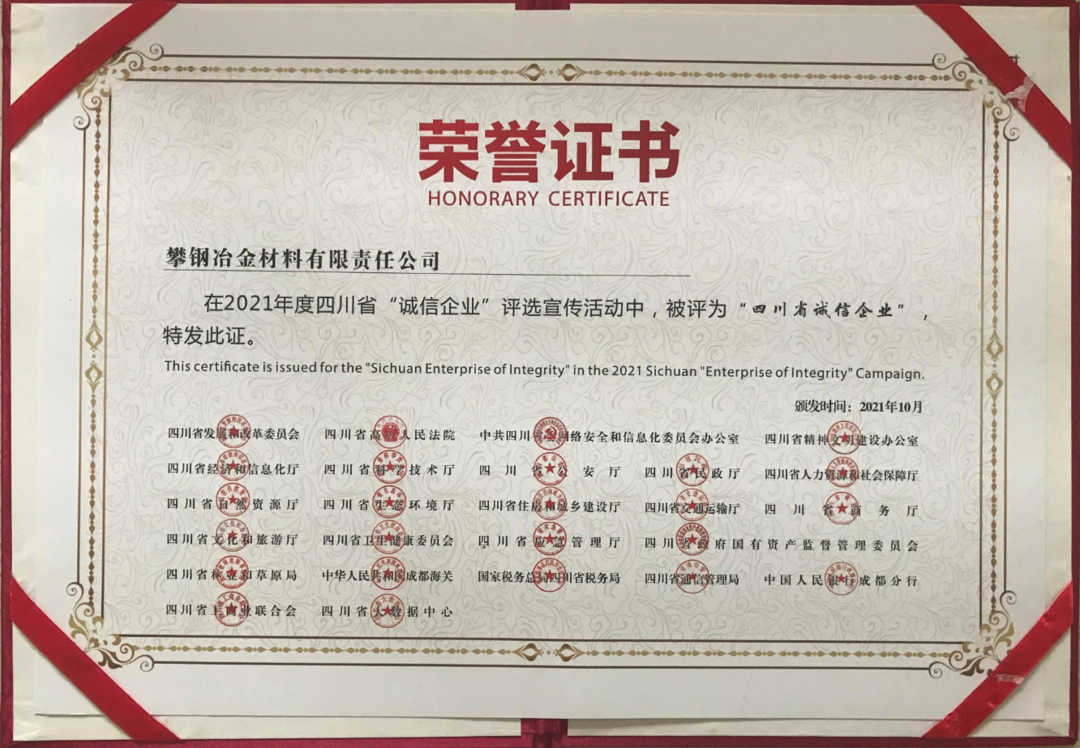 荣誉证书
HONORARY CERTIFICATE
攀钢冶金材料有限责任公司
在2021年度四川省“诚信企业”评选宣传活动中，被评为“四川省诚信企业”，
特发此证。
This certificate is issued for the "Sichuan Enterprise of Integrity" in the 2021 Sichuan "Enterprise of Integrity" Campaign.
颁发时间：2021年10月
四川省发展和改革委员会 四川省高级人民法院 中共四川省委网络安全和信息化委员会办公室 四川省精神文明建设办公室
四川省经济和信息化厅 四川省科学技术厅 四川省公安厅 四川省民政厅 四川省人力资源和社会保障厅
四川省自然资源厅 四川省生态环境厅 四川省住房和城乡建设厅 四川省交通运输厅 四川省商务厅
四川省文化和旅游厅 四川省卫生健康委员会 四川省应急管理厅 四川省政府国有资产监督管理委员会
四川省林业和草原局 中华人民共和国成都海关 国家税务总局四川省税务局 四川省通信管理局 中国人民银行成都分行
四川省工商业联合会 四川省大数据中心